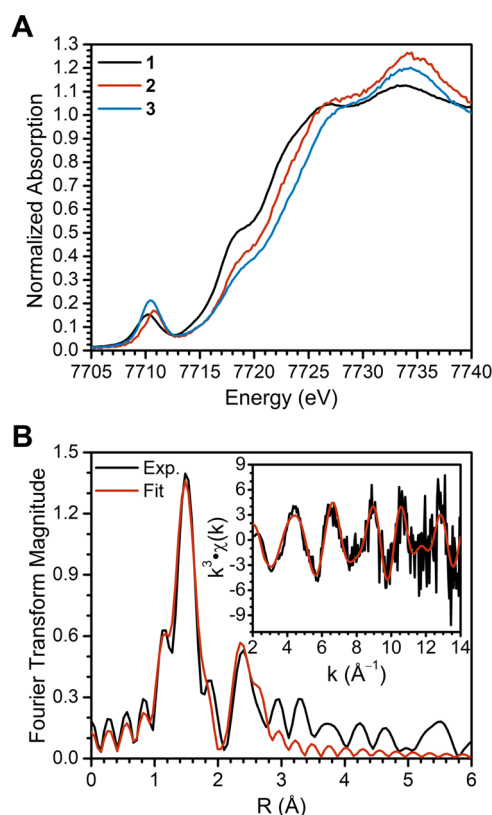 A
Normalized Absorption
1.3
1.2
1.1
1.0
0.9
0.8
0.7
0.6
0.5
0.4
0.3
0.2
0.1
0.0
1
2
3
7705 7710 7715 7720 7725 7730 7735 7740
Energy (eV)
B
Fourier Transform Magnitude
1.5
1.2
0.9
0.6
0.3
0.0
Exp.
Fit
k³•χ(k)
9
6
3
0
-3
-6
-9
2 4 6 8 10 12 14
k (Å⁻¹)
0 1 2 3 4 5 6
R (Å)